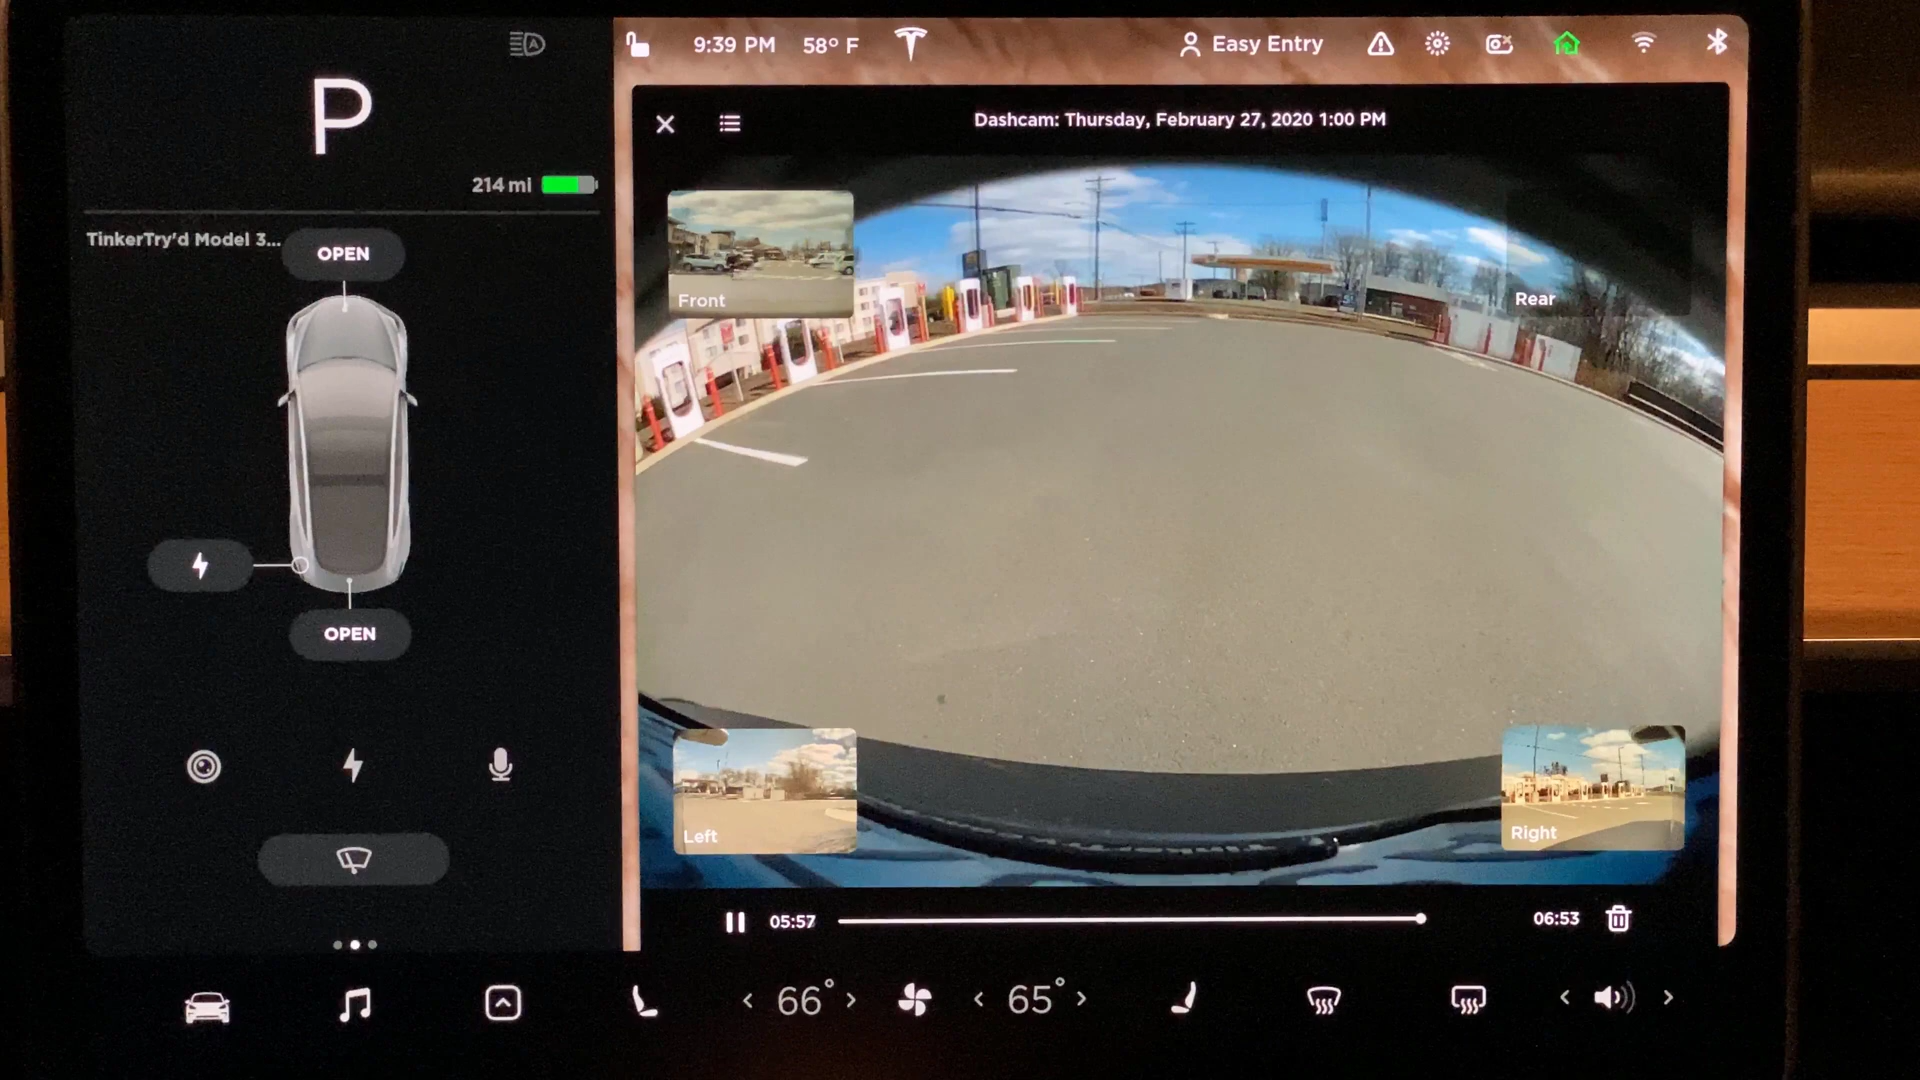 P
214 mi
TinkerTry'd Model 3...
OPEN
OPEN
9:39 PM 58° F Easy Entry
Dashcam: Thursday, February 27, 2020 1:00 PM
Front
Rear
Left
Right
05:57
06:53
66°
65°